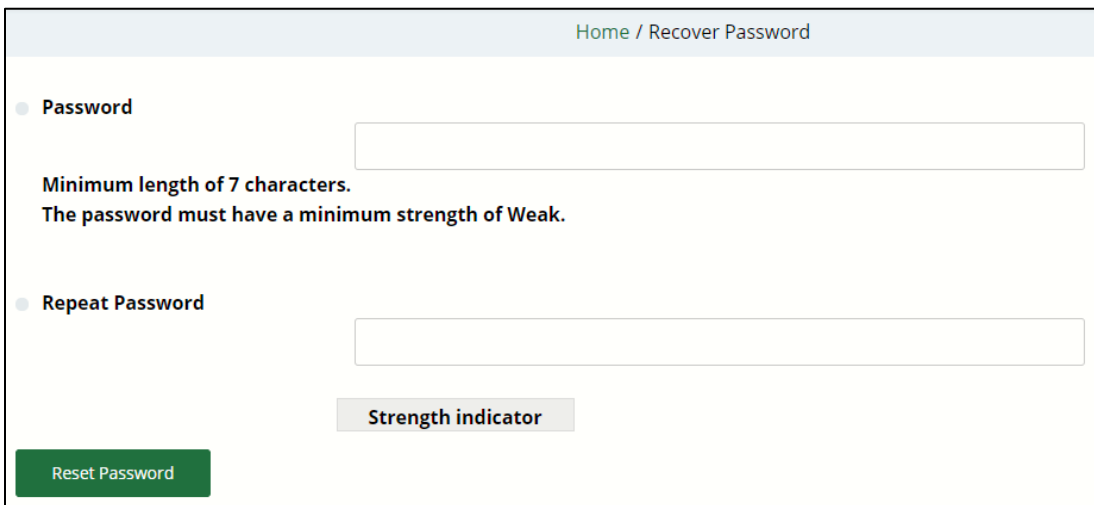 Home / Recover Password
Password
Minimum length of 7 characters.
The password must have a minimum strength of Weak.
Repeat Password
Strength indicator
Reset Password